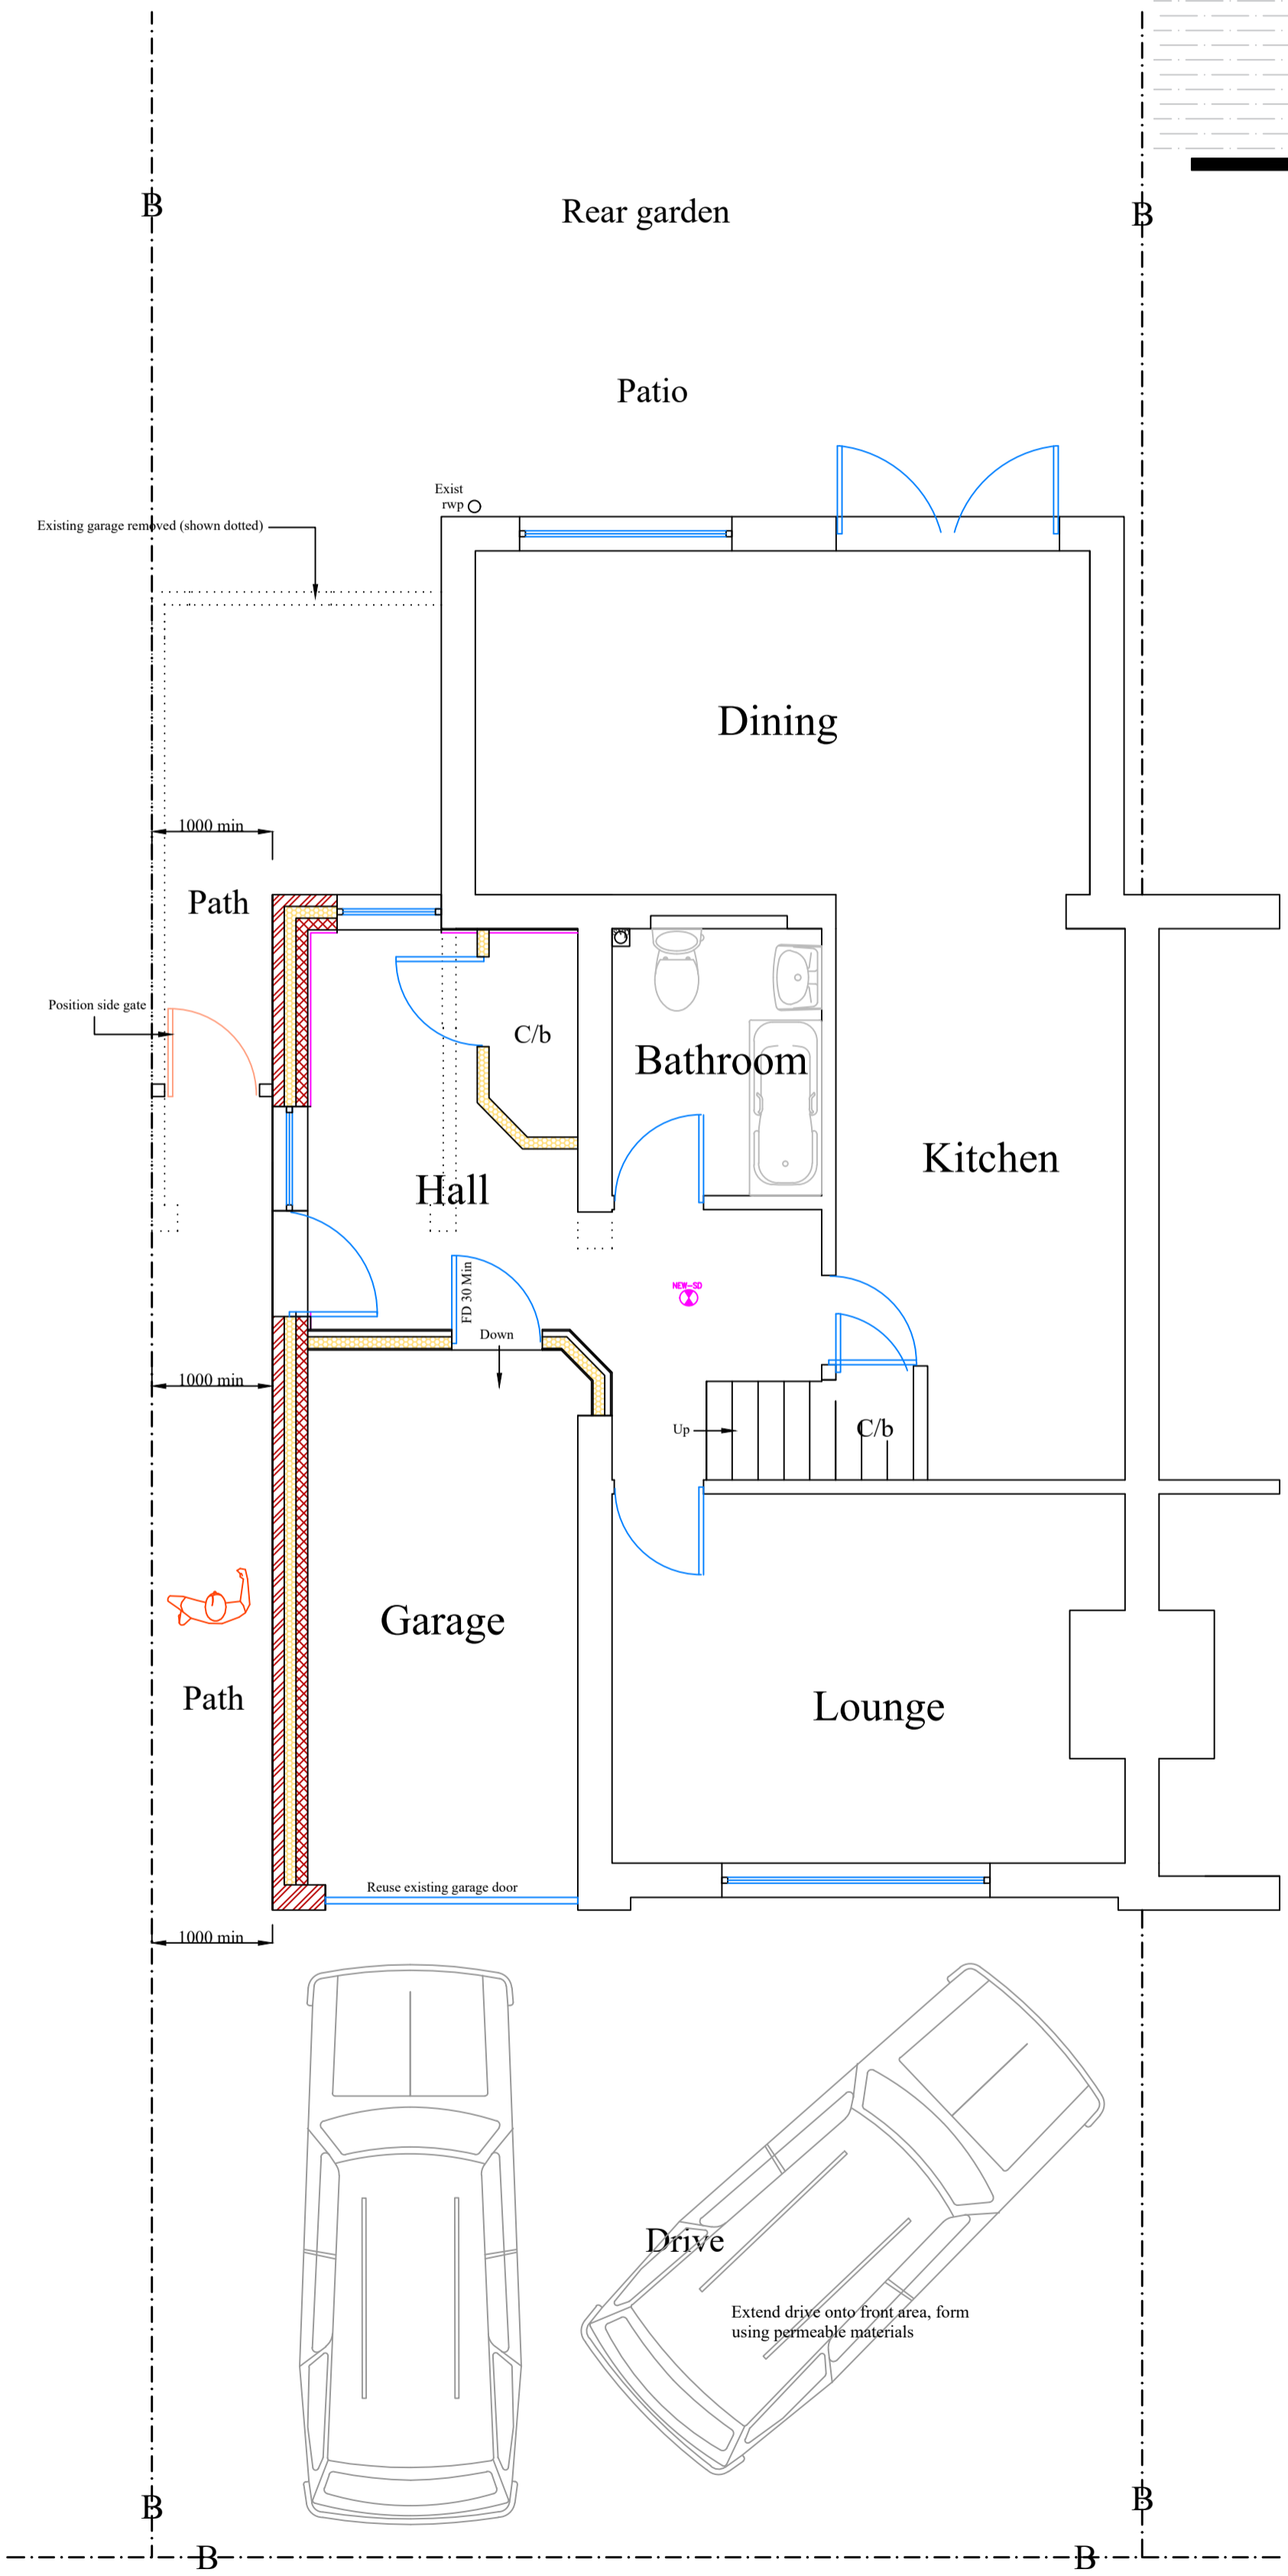 B
B
Rear garden
Patio
Exist
rwp
Existing garage removed (shown dotted)
Dining
1000 min
Path
Position side gate
C/b
Bathroom
Kitchen
Hall
FD 30 Min
NEW-SD
Down
1000 min
Up
C/b
Garage
Path
Lounge
Reuse existing garage door
1000 min
Drive
Extend drive onto front area, form
using permeable materials
B
B
B
B